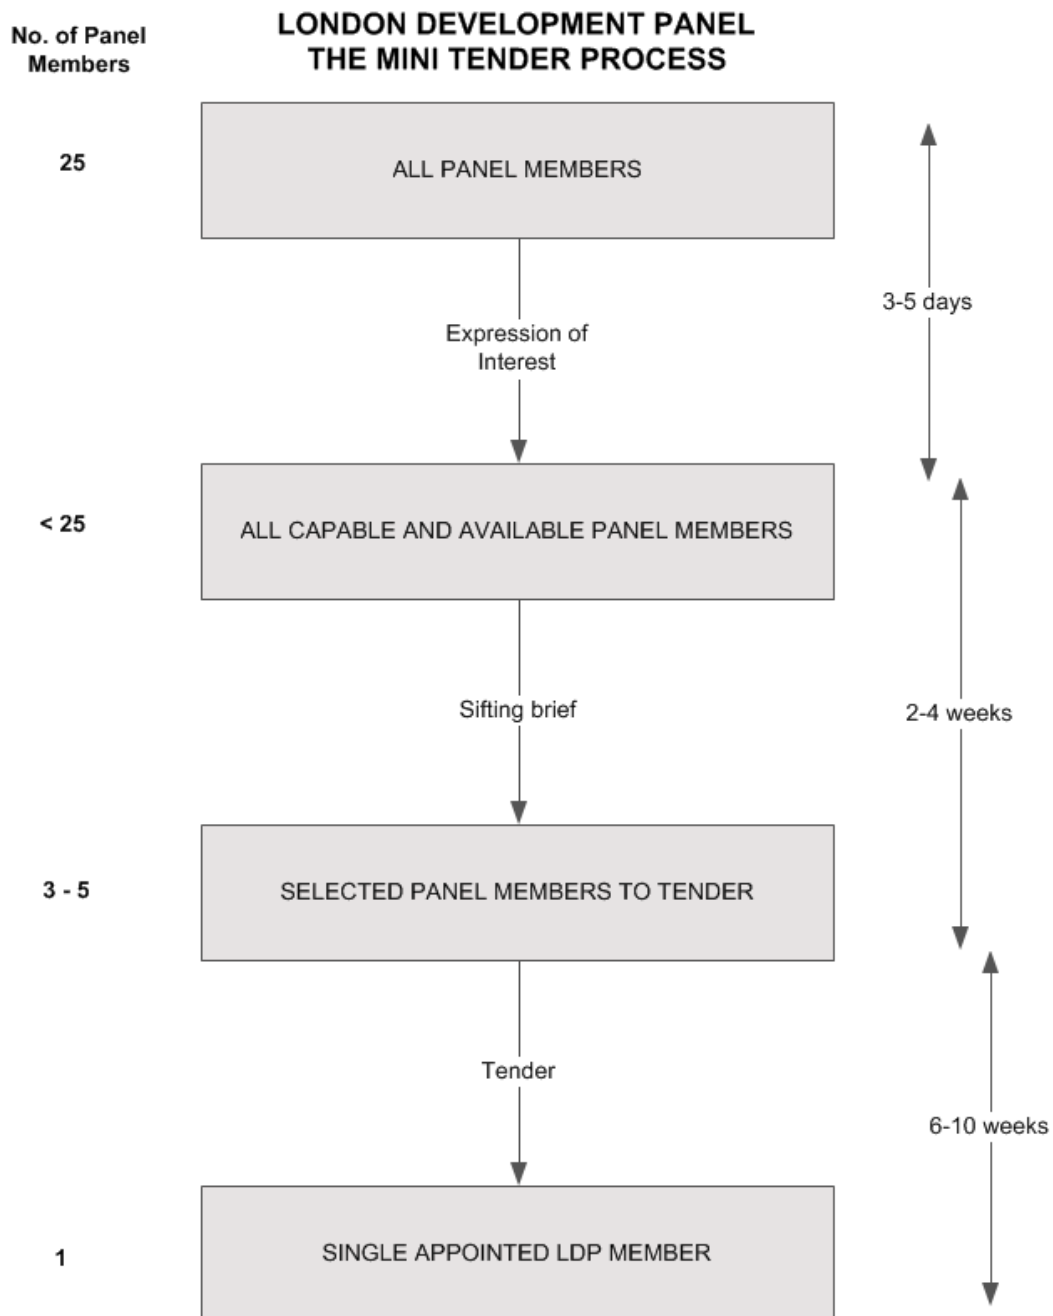 No. of Panel
Members
LONDON DEVELOPMENT PANEL
THE MINI TENDER PROCESS
25
ALL PANEL MEMBERS
3-5 days
Expression of
Interest
< 25
ALL CAPABLE AND AVAILABLE PANEL MEMBERS
Sifting brief
2-4 weeks
3 - 5
SELECTED PANEL MEMBERS TO TENDER
Tender
6-10 weeks
1
SINGLE APPOINTED LDP MEMBER